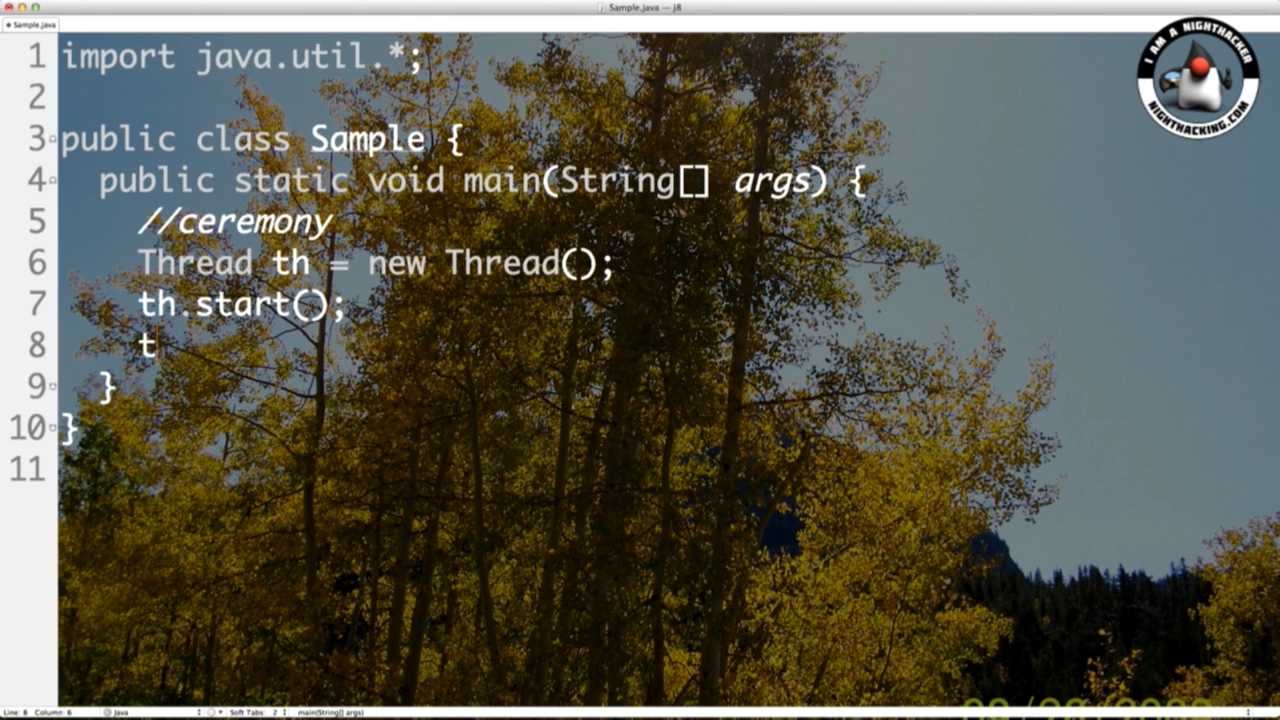 Sample.java — j8
Sample.java
1 import java.util.*;
2
3 public class Sample {
4 public static void main(String[] args) {
5 //ceremony
6 Thread th = new Thread();
7 th.start();
8 t
9 }
10 }
11
I AM A NIGHTHACKER
NIGHTHACKING.COM
Line: 8 Column: 6 Java Soft Tabs: 2 main(String[] args)